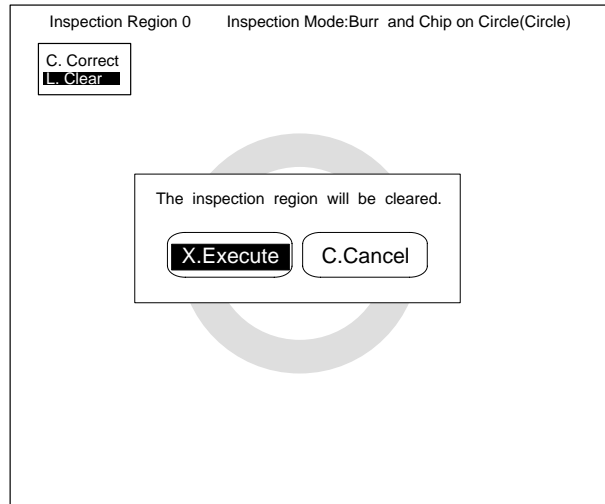 Inspection Region 0 Inspection Mode:Burr and Chip on Circle(Circle)
C. Correct
L. Clear
The inspection region will be cleared.
X.Execute C.Cancel